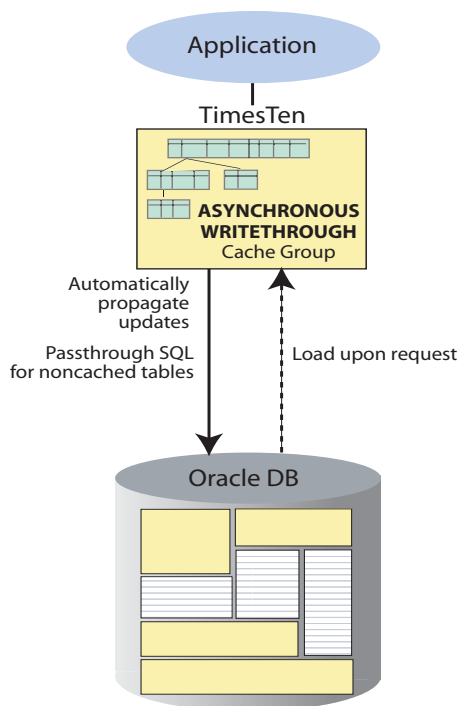 Application
TimesTen
ASYNCHRONOUS
WRITETHROUGH
Cache Group
Automatically
propagate
updates
Passthrough SQL
for noncached tables
Load upon request
Oracle DB